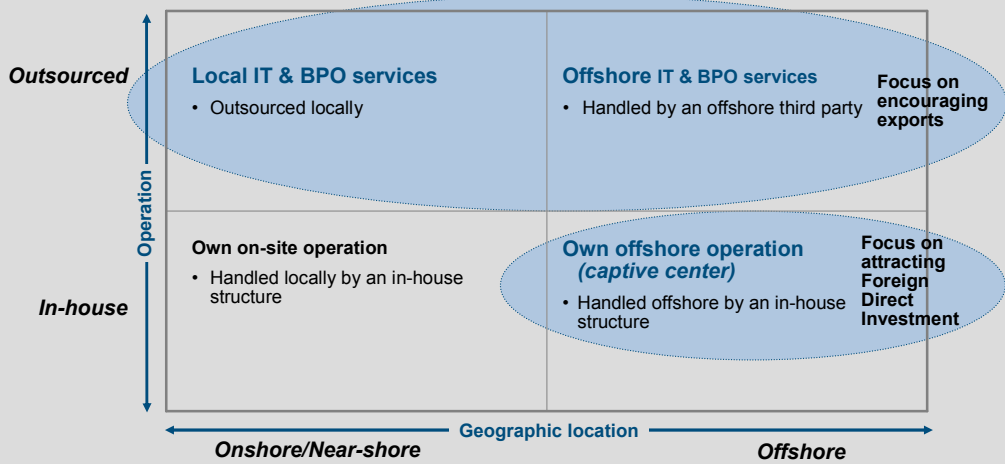 Outsourced
Local IT & BPO services
• Outsourced locally
Offshore IT & BPO services
• Handled by an offshore third party
Focus on
encouraging
exports
Operation
In-house
Own on-site operation
• Handled locally by an in-house
structure
Own offshore operation
(captive center)
• Handled offshore by an in-house
structure
Focus on
attracting
Foreign
Direct
Investment
Geographic location
Onshore/Near-shore
Offshore